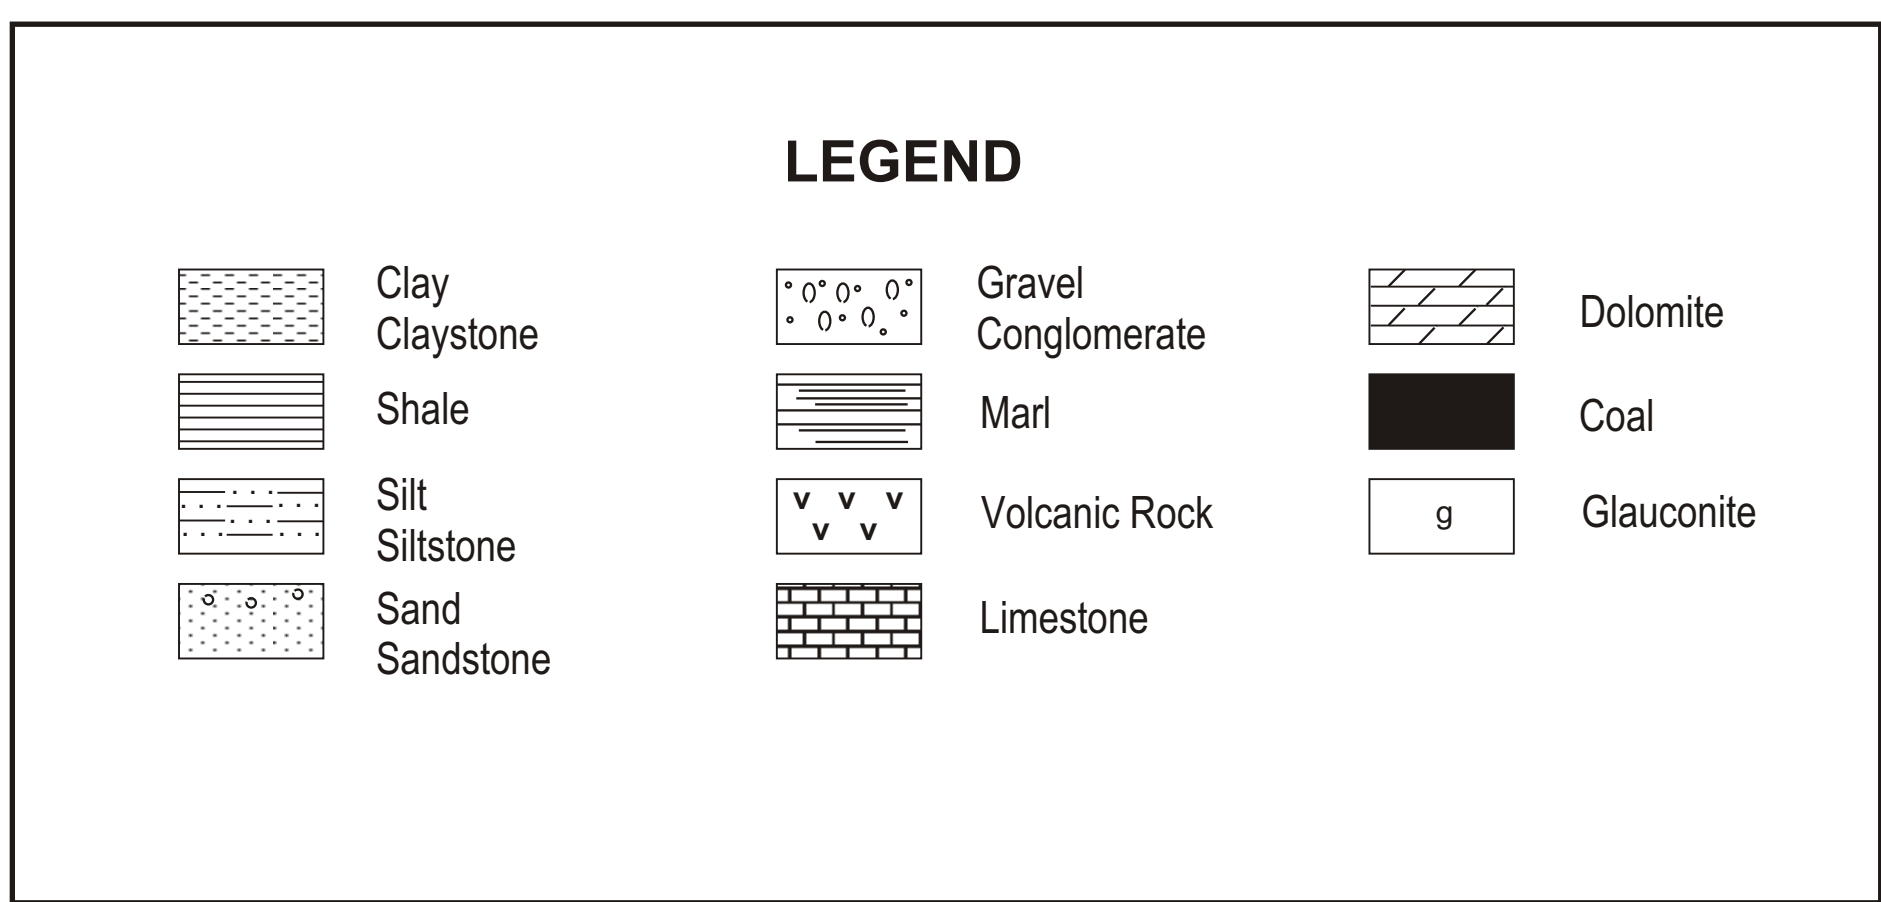 LEGEND
Clay
Claystone
Shale
Silt
Siltstone
Sand
Sandstone
Gravel
Conglomerate
Marl
v v v
v v
Volcanic Rock
Limestone
Dolomite
Coal
g
Glauconite